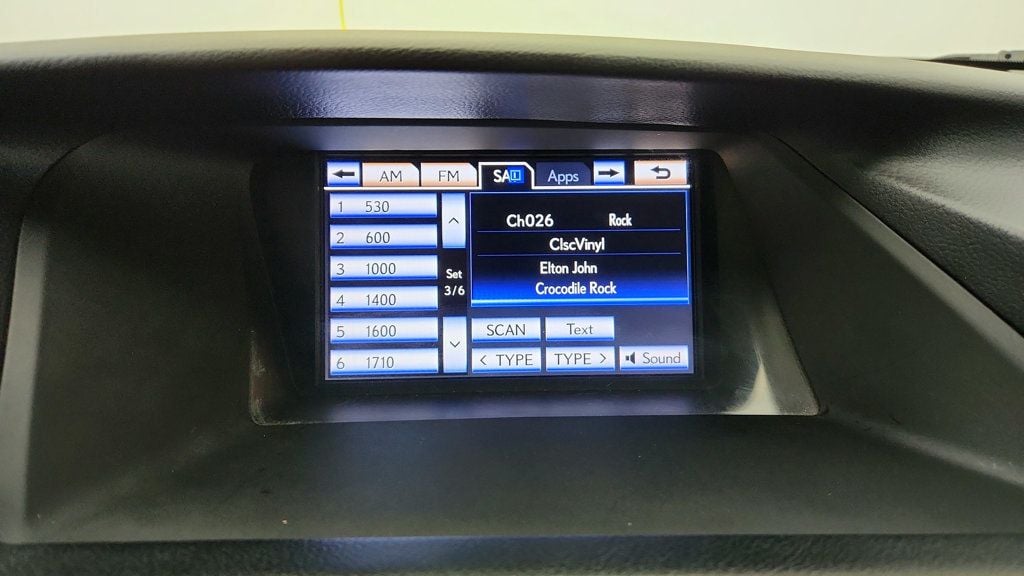 AM FM SAT Apps
1 530
2 600
3 1000
4 1400
5 1600
6 1710
Set
3/6
Ch026 Rock
ClscVinyl
Elton John
Crocodile Rock
SCAN Text
< TYPE TYPE > Sound